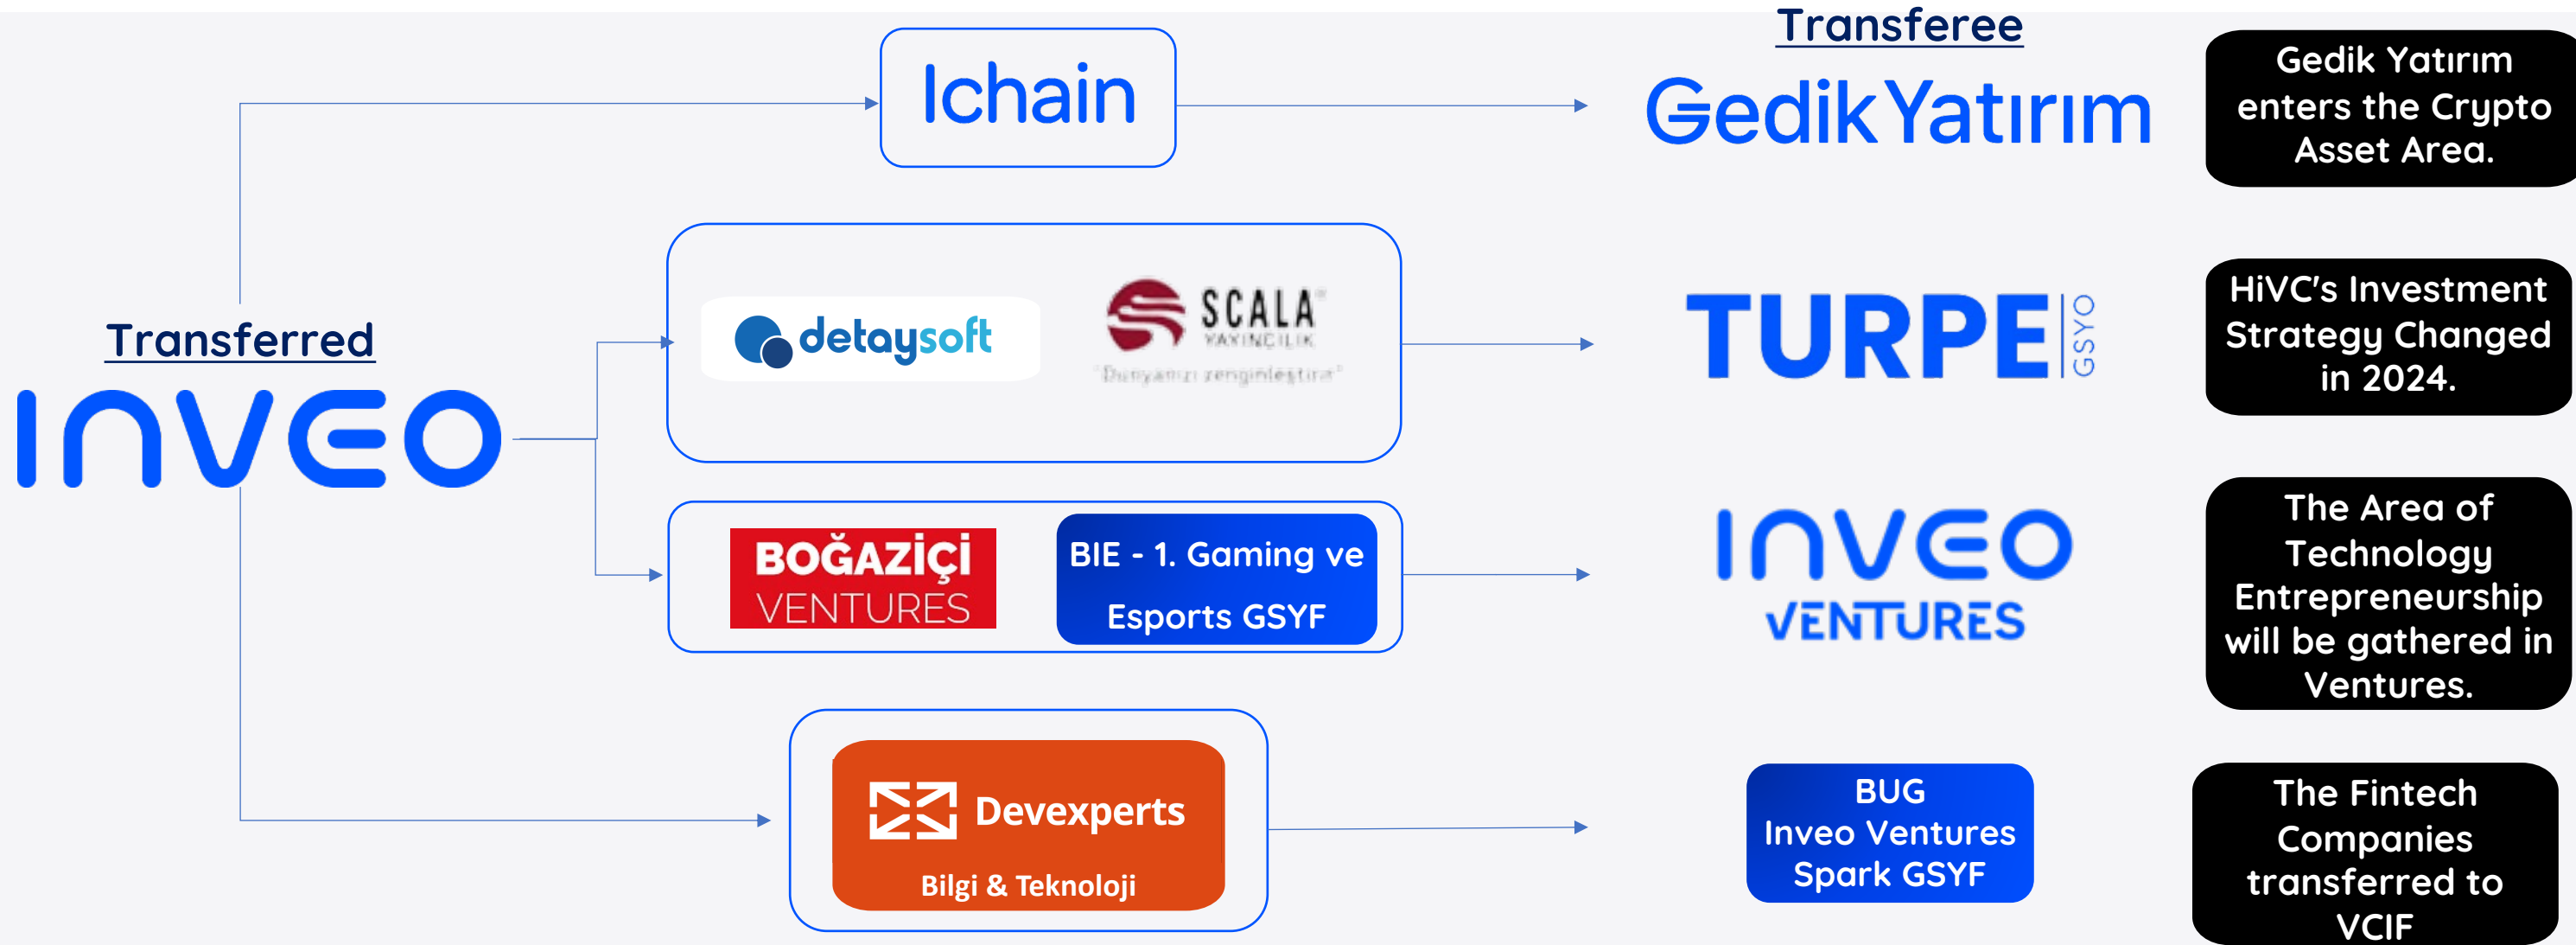 Transferee
Ichain
GedikYatırım
Gedik Yatırım
enters the Crypto
Asset Area.
Transferred
INVEO
detaysoft
SCALA
YAYINCILIK
"Dünyanızı zenginleştirir"
TURPE
GSYO
HiVC's Investment
Strategy Changed
in 2024.
BOĞAZİÇİ
VENTURES
BIE - 1. Gaming ve
Esports GSYF
INVEO
VENTURES
The Area of
Technology
Entrepreneurship
will be gathered in
Ventures.
Devexperts
Bilgi & Teknoloji
BUG
Inveo Ventures
Spark GSYF
The Fintech
Companies
transferred to
VCIF